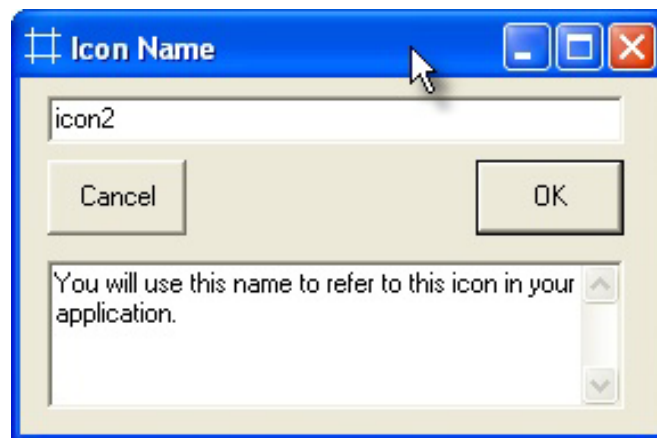 Icon Name
icon2
Cancel
OK
You will use this name to refer to this icon in your
application.